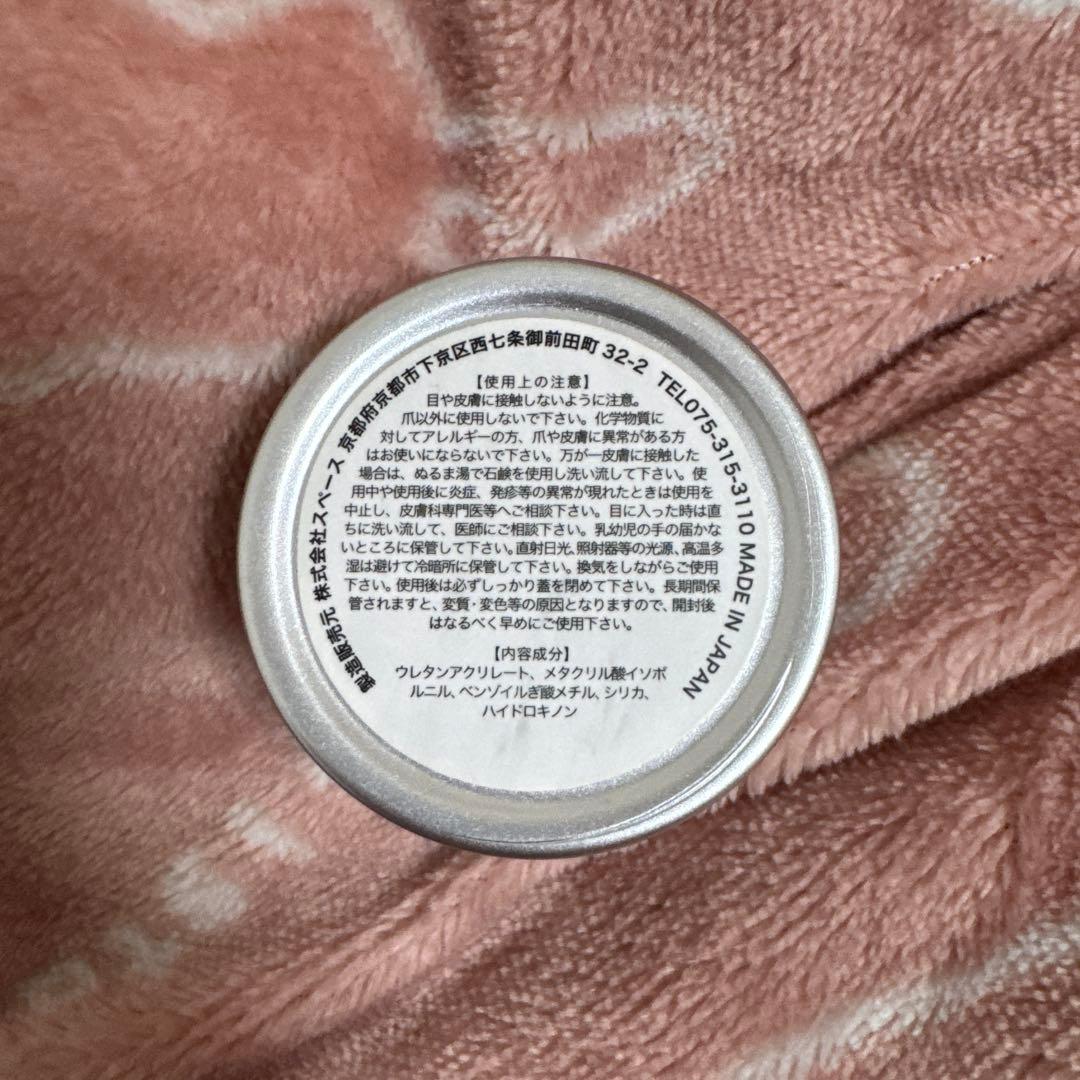 製造販売元 株式会社スペース 京都府京都市下京区西七条御前田町 32-2 TEL075-315-3110 MADE IN JAPAN
【使用上の注意】
目や皮膚に接触しないように注意。
爪以外に使用しないで下さい。化学物質に
対してアレルギーの方、爪や皮膚に異常がある方
はお使いにならないで下さい。万が一皮膚に接触した
場合は、ぬるま湯で石鹸を使用し洗い流して下さい。使
用中や使用後に炎症、発疹等の異常が現れたときは使用を
中止し、皮膚科専門医等へご相談下さい。目に入った時は直
ちに洗い流して、医師にご相談下さい。乳幼児の手の届かな
いところに保管して下さい。直射日光、照射器等の光源、高温多
湿は避けて冷暗所に保管して下さい。換気をしながらご使用
下さい。使用後は必ずしっかり蓋を閉めて下さい。長期間保
管されますと、変質・変色等の原因となりますので、開封後
はなるべく早めにご使用下さい。
【内容成分】
ウレタンアクリレート、メタクリル酸イソボ
ルニル、ベンゾイルぎ酸メチル、シリカ、
ハイドロキノン